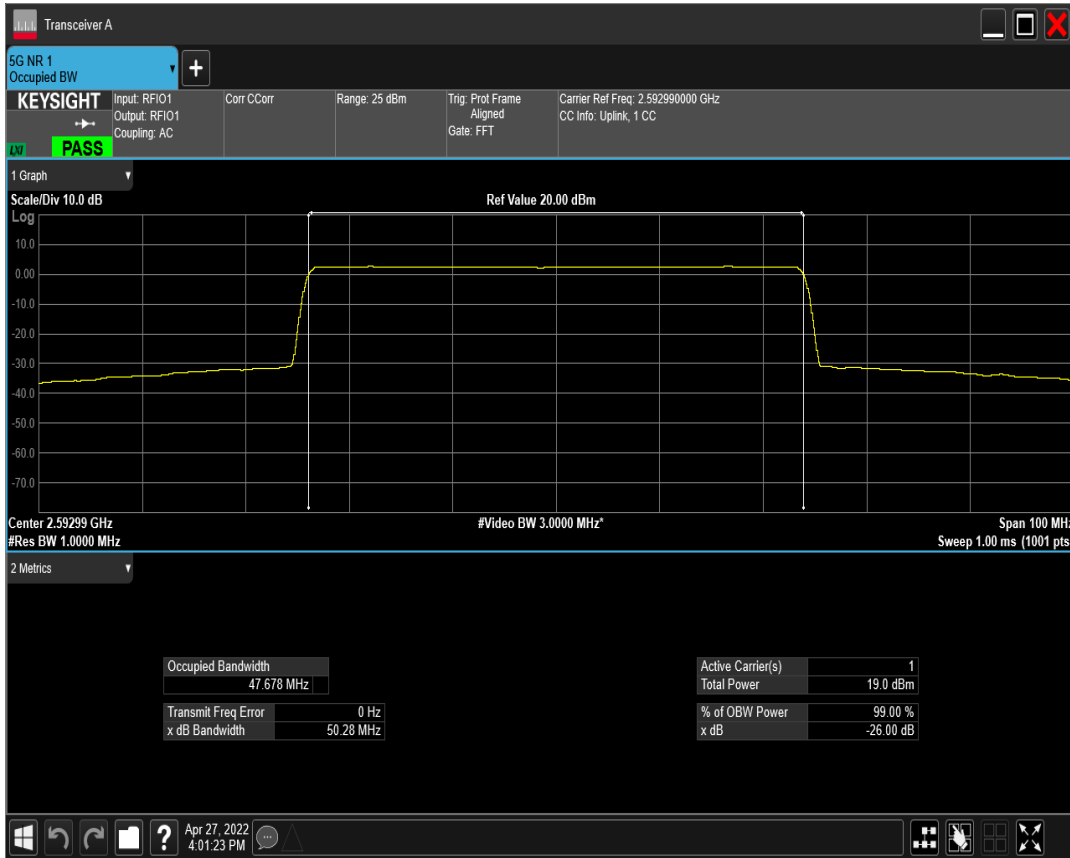 Transceiver A
5G NR 1
Occupied BW
KEYSIGHT
LXI
PASS
Input: RFIO1
Output: RFIO1
Coupling: AC
Corr CCorr
Range: 25 dBm
Trig: Prot Frame
Aligned
Gate: FFT
Carrier Ref Freq: 2.592990000 GHz
CC Info: Uplink, 1 CC
1 Graph
Scale/Div 10.0 dB
Ref Value 20.00 dBm
Log
10.0
0.00
-10.0
-20.0
-30.0
-40.0
-50.0
-60.0
-70.0
Center 2.59299 GHz
#Video BW 3.0000 MHz*
Span 100 MHz
#Res BW 1.0000 MHz
Sweep 1.00 ms (1001 pts
2 Metrics
Occupied Bandwidth
47.678 MHz
Transmit Freq Error 0 Hz
x dB Bandwidth 50.28 MHz
Active Carrier(s) 1
Total Power 19.0 dBm
% of OBW Power 99.00 %
x dB -26.00 dB
Apr 27, 2022
4:01:23 PM